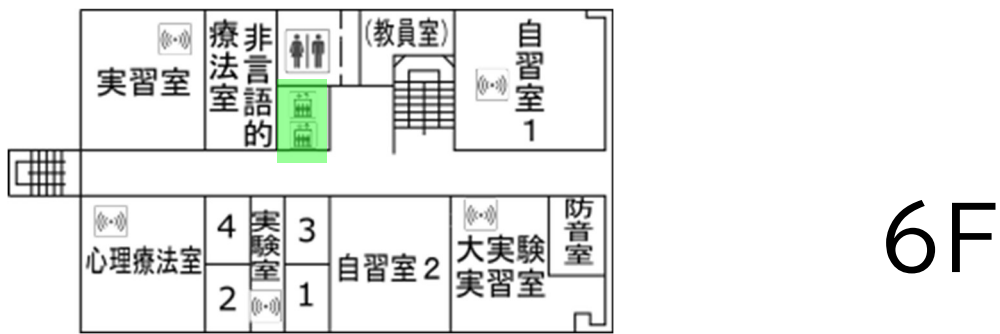 実習室
非言語的
療法室
(教員室)
自習室1
心理療法室
4
2
実験室
3
1
自習室2
大実験
実習室
防音室
6F